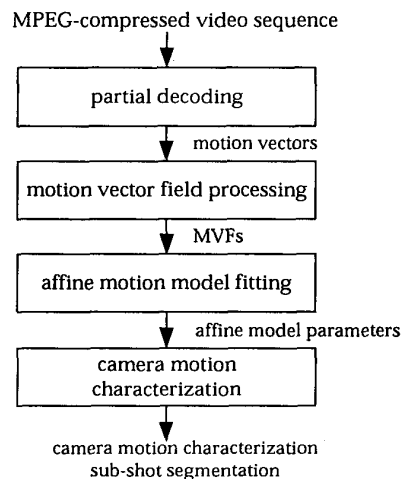 MPEG-compressed video sequence
partial decoding
motion vectors
motion vector field processing
MVFs
affine motion model fitting
affine model parameters
camera motion
characterization
camera motion characterization
sub-shot segmentation